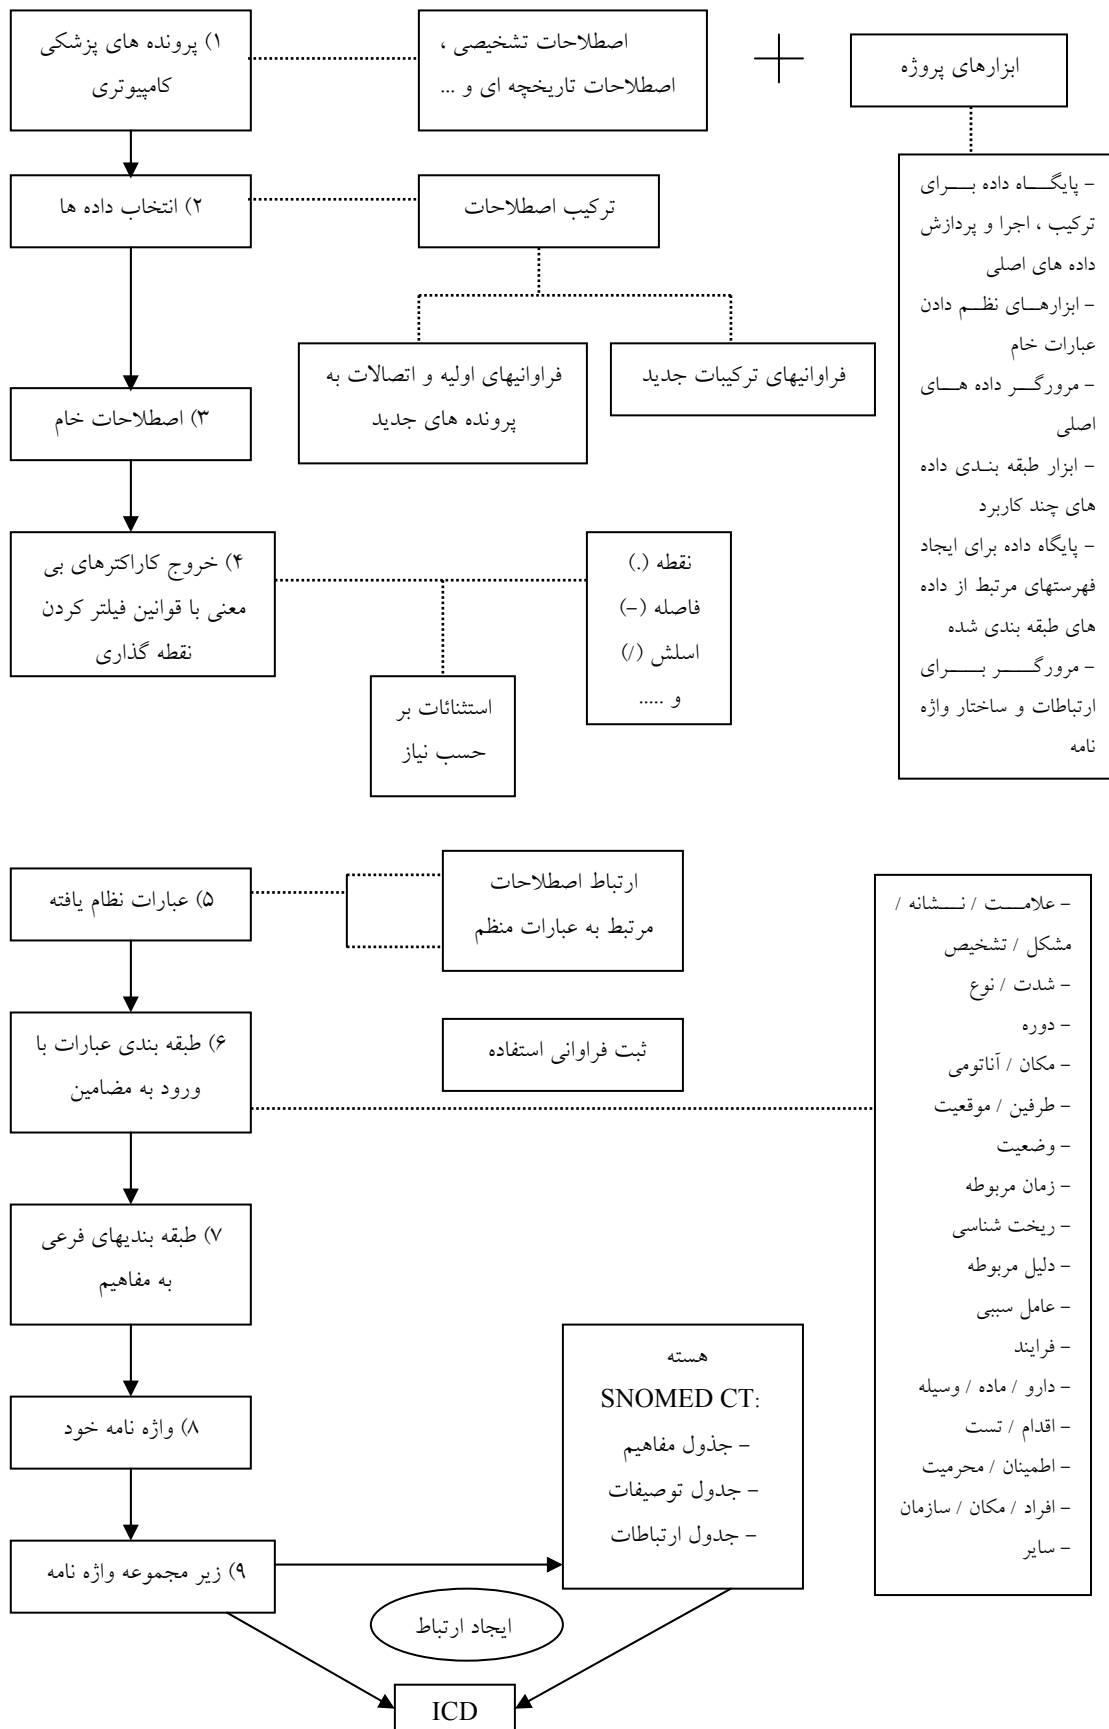 ۱) پرونده های پزشکی
کامپیوتری
اصطلاحات تشخیصی ،
اصطلاحات تاریخچه ای و ...
ابزارهای پروژه
۲) انتخاب داده ها
ترکیب اصطلاحات
- پایگاه داده برای
ترکیب ، اجرا و پردازش
داده های اصلی
- ابزارهای نظم دادن
عبارات خام
- مرورگر داده های
اصلی
- ابزار طبقه بندی داده
های چند کاربرد
- پایگاه داده برای ایجاد
فهرستهای مرتبط از داده
های طبقه بندی شده
- مرورگر برای
ارتباطات و ساختار واژه
نامه
فراوانیهای اولیه و اتصالات به
پرونده های جدید
فراوانیهای ترکیبات جدید
۳) اصطلاحات خام
۴) خروج کاراکترهای بی
معنی با قوانین فیلتر کردن
نقطه گذاری
نقطه (.)
فاصله (-)
اسلش (/)
و .....
استثنائات بر
حسب نیاز
۵) عبارات نظام یافته
ارتباط اصطلاحات
مرتبط به عبارات منظم
- علامت / نشانه /
مشکل / تشخیص
- شدت / نوع
- دوره
- مکان / آناتومی
- طرفین / موقعیت
- وضعیت
- زمان مربوطه
- ریخت شناسی
- دلیل مربوطه
- عامل سببی
- فرایند
- دارو / ماده / وسیله
- اقدام / تست
- اطمینان / محرمیت
- افراد / مکان / سازمان
- سایر
۶) طبقه بندی عبارات با
ورود به مضامین
ثبت فراوانی استفاده
۷) طبقه بندیهای فرعی
به مفاهیم
۸) واژه نامه خود
هسته
SNOMED CT:
- جذول مفاهیم
- جدول توصیفات
- جدول ارتباطات
۹) زیر مجموعه واژه نامه
ایجاد ارتباط
ICD